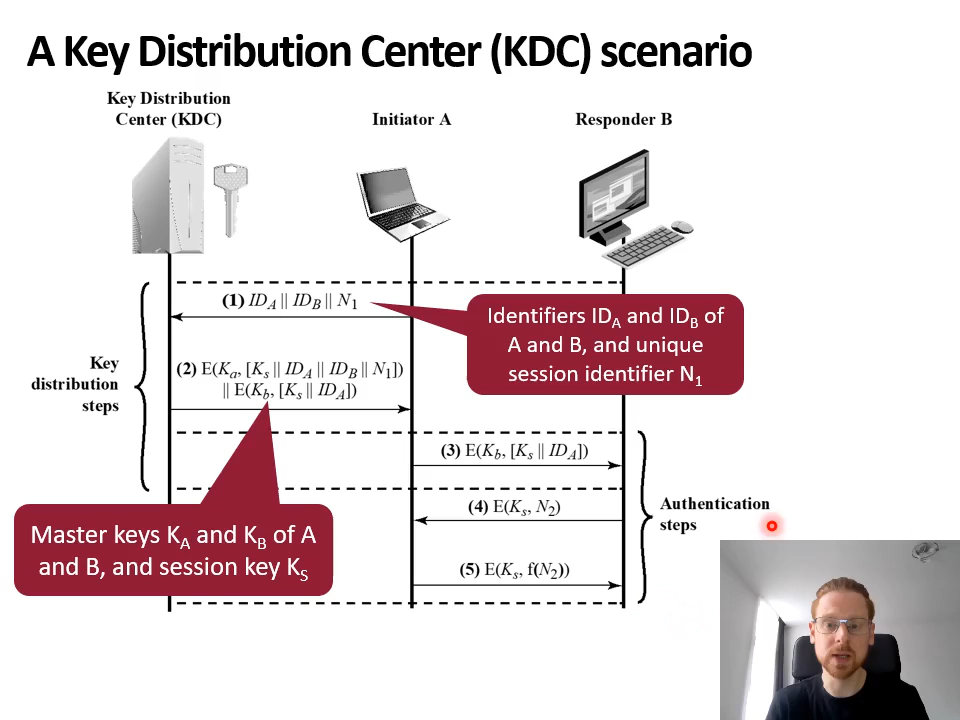 A Key Distribution Center (KDC) scenario
Key Distribution
Center (KDC)
Initiator A
Responder B
(1) ID_A || ID_B || N_1
Identifiers ID_A and ID_B of
A and B, and unique
session identifier N_1
Key
distribution
steps
(2) E(K_a, [K_s || ID_A || ID_B || N_1])
|| E(K_b, [K_s || ID_A])
(3) E(K_b, [K_s || ID_A])
(4) E(K_s, N_2)
Authentication
steps
Master keys K_A and K_B of A
and B, and session key K_S
(5) E(K_s, f(N_2))